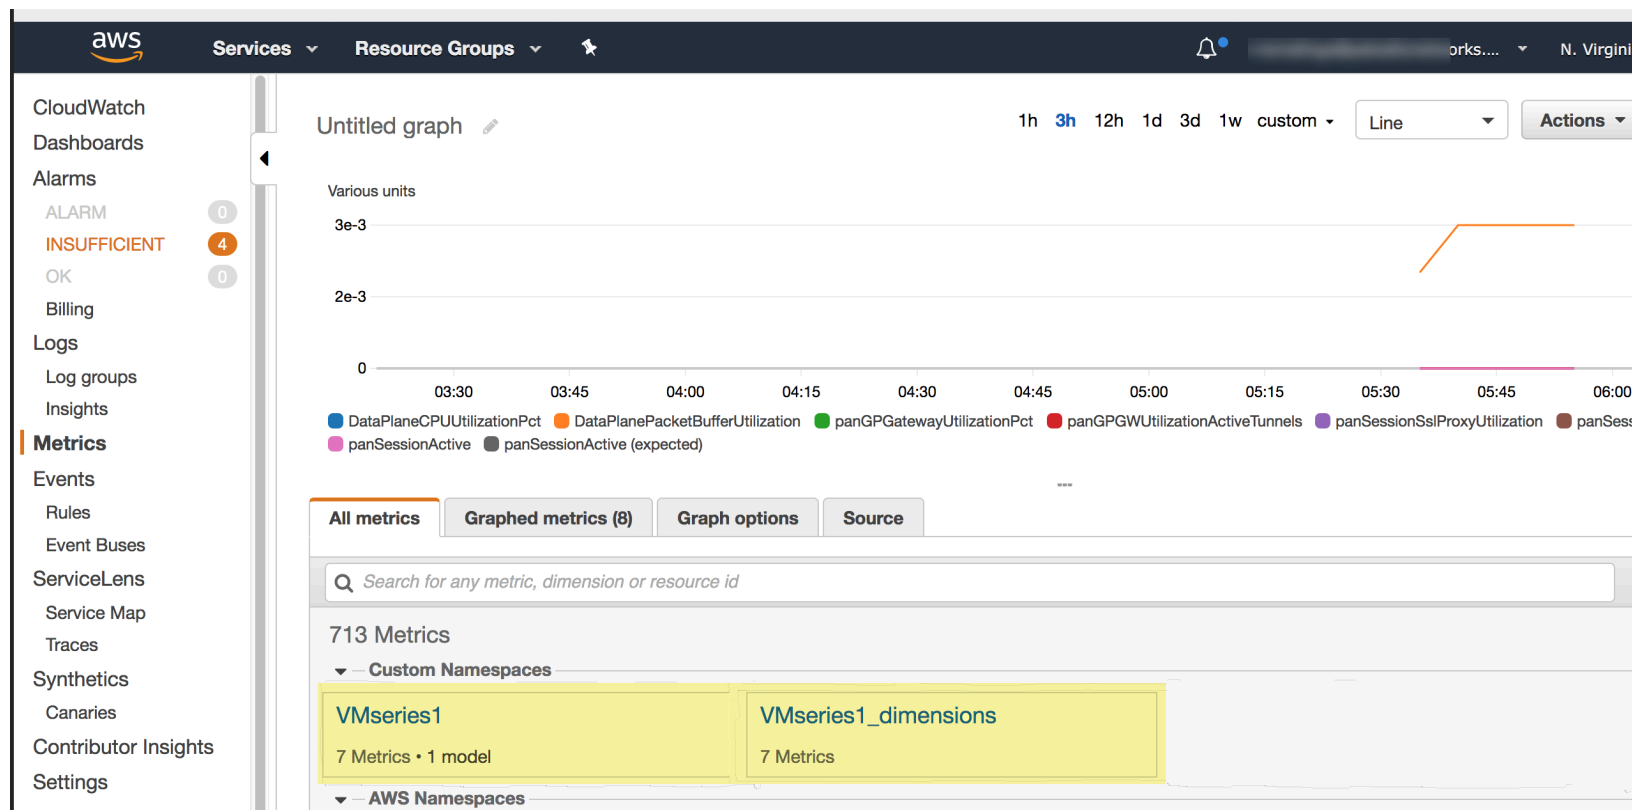 aws Services Resource Groups orks.... N. Virgini
CloudWatch
Dashboards
Alarms
ALARM 0
INSUFFICIENT 4
OK 0
Billing
Logs
Log groups
Insights
Metrics
Events
Rules
Event Buses
ServiceLens
Service Map
Traces
Synthetics
Canaries
Contributor Insights
Settings
Untitled graph
1h 3h 12h 1d 3d 1w custom Line Actions
Various units
3e-3
2e-3
0
03:30 03:45 04:00 04:15 04:30 04:45 05:00 05:15 05:30 05:45 06:00
DataPlaneCPUUtilizationPct DataPlanePacketBufferUtilization panGPGatewayUtilizationPct panGPGWUtilizationActiveTunnels panSessionSslProxyUtilization panSess
panSessionActive panSessionActive (expected)
All metrics Graphed metrics (8) Graph options Source
Search for any metric, dimension or resource id
713 Metrics
Custom Namespaces
VMseries1 VMseries1_dimensions
7 Metrics • 1 model 7 Metrics
AWS Namespaces